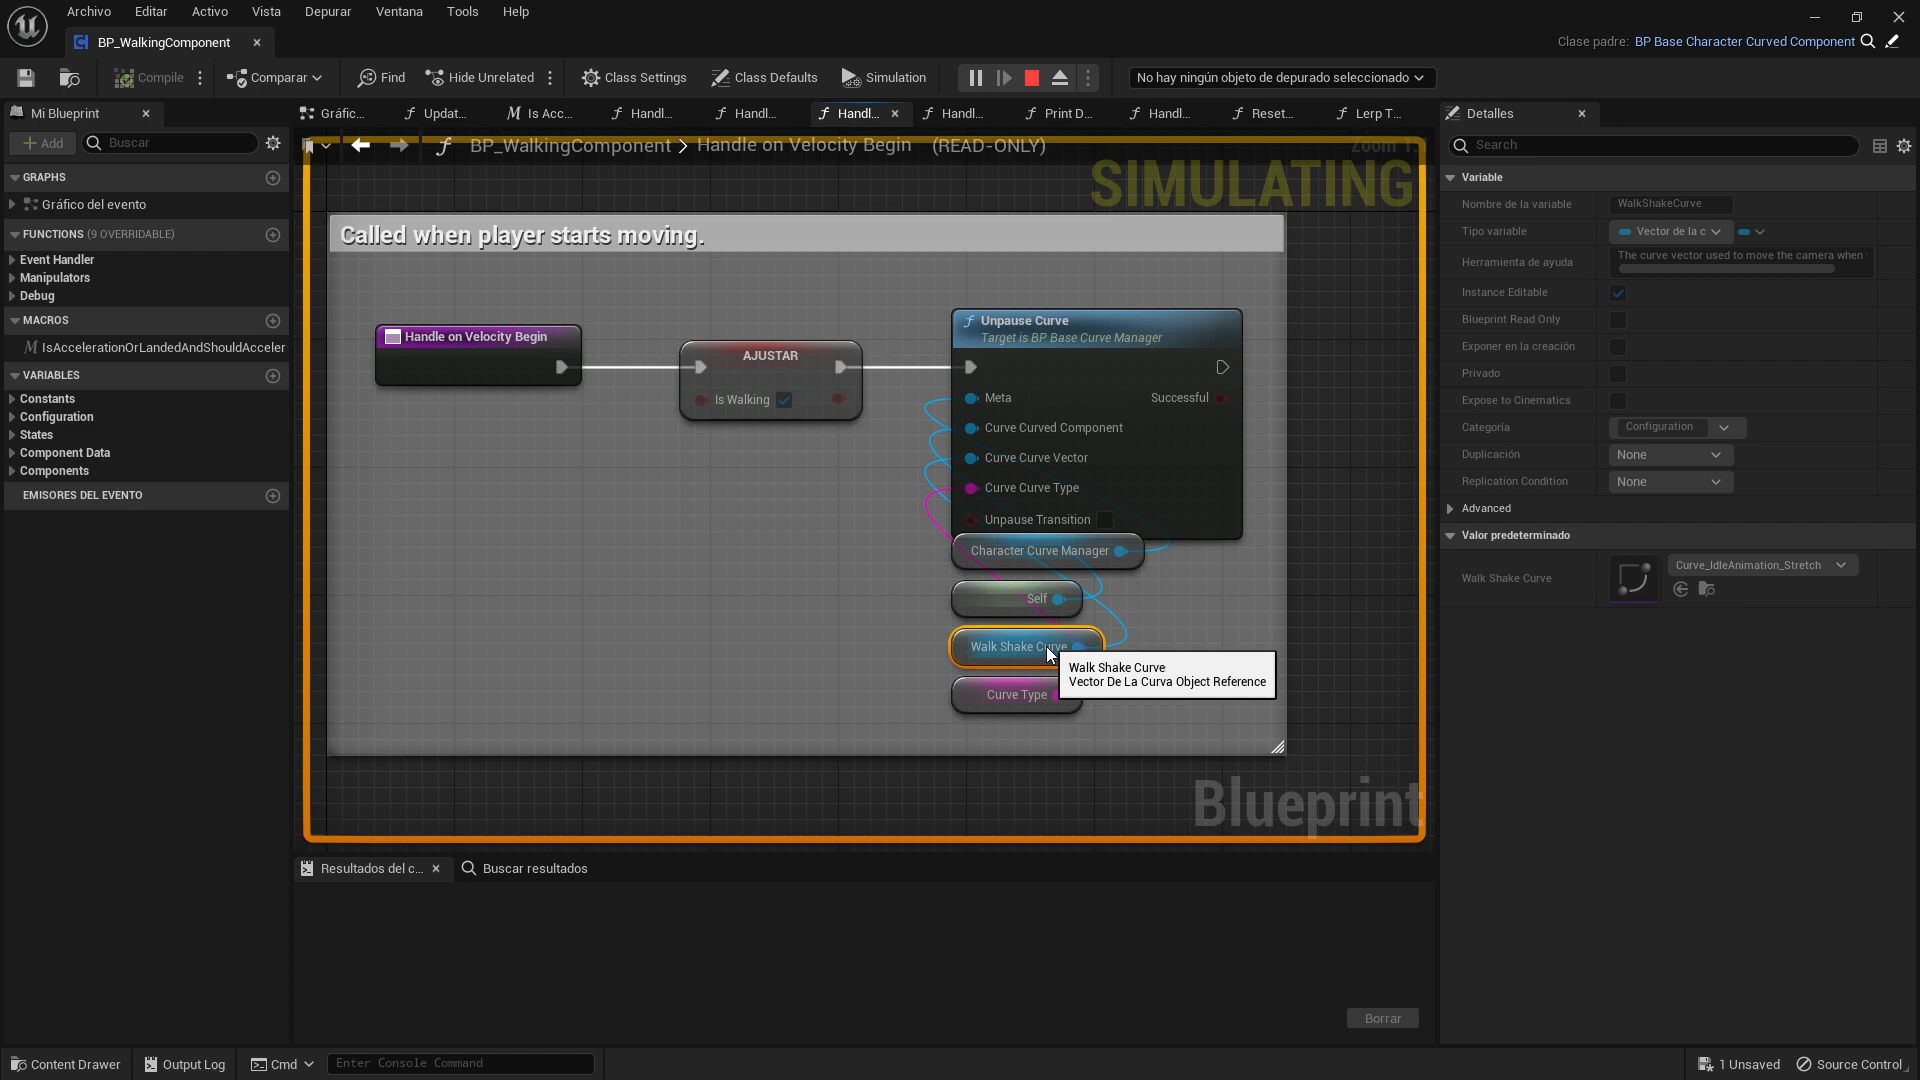 Archivo Editar Activo Vista Depurar Ventana Tools Help
BP_WalkingComponent
Clase padre: BP Base Character Curved Component
Compile
Comparar
Find
Hide Unrelated
Class Settings
Class Defaults
Simulation
No hay ningún objeto de depurado seleccionado
Mi Blueprint
Gráfic...
Updat...
Is Acc...
Handl...
Handl...
Handl...
Handl...
Print D...
Handl...
Reset...
Lerp T...
Detalles
Add
Buscar
BP_WalkingComponent > Handle on Velocity Begin (READ-ONLY)
SIMULATING
GRAPHS
Gráfico del evento
FUNCTIONS (9 OVERRIDABLE)
Event Handler
Manipulators
Debug
MACROS
IsAccelerationOrLandedAndShouldAcceler
VARIABLES
Constants
Configuration
States
Component Data
Components
EMISORES DEL EVENTO
Called when player starts moving.
Handle on Velocity Begin
AJUSTAR
Is Walking
Unpause Curve
Target is BP Base Curve Manager
Meta
Successful
Curve Curved Component
Curve Curve Vector
Curve Curve Type
Unpause Transition
Character Curve Manager
Self
Walk Shake Curve
Walk Shake Curve
Vector De La Curva Object Reference
Curve Type
Blueprint
Search
Variable
Nombre de la variable WalkShakeCurve
Tipo variable Vector de la c
Herramienta de ayuda The curve vector used to move the camera when
Instance Editable
Blueprint Read Only
Exponer en la creación
Privado
Expose to Cinematics
Categoría Configuration
Duplicación None
Replication Condition None
Advanced
Valor predeterminado
Walk Shake Curve Curve_IdleAnimation_Stretch
Resultados del c...
Buscar resultados
Borrar
Content Drawer
Output Log
Cmd
Enter Console Command
1 Unsaved
Source Control